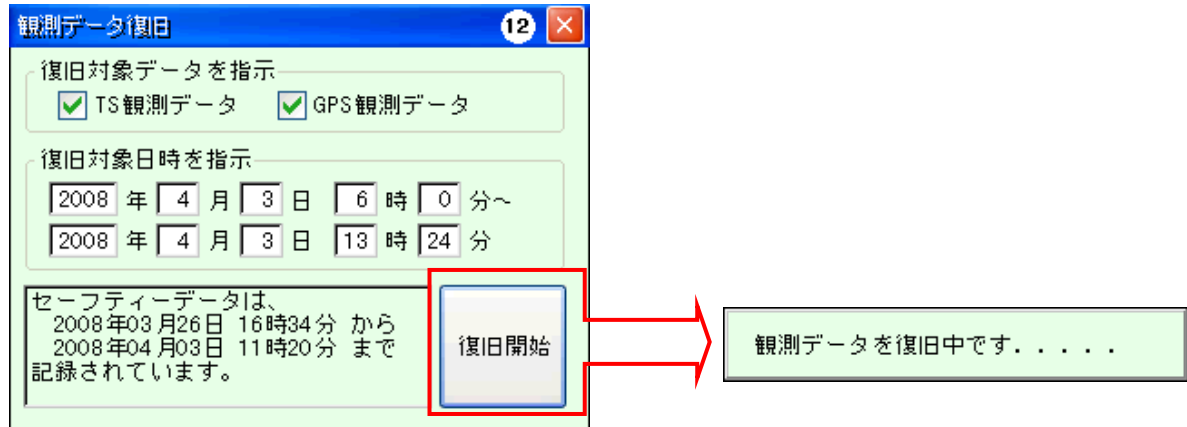 観測データ復旧 12
復旧対象データを指示
TS観測データ GPS観測データ
復旧対象日時を指示
2008 年 4 月 3 日 6 時 0 分~
2008 年 4 月 3 日 13 時 24 分
セーフティーデータは、
2008年03月26日 16時34分 から
2008年04月03日 11時20分 まで
記録されています。
復旧開始
観測データを復旧中です.....